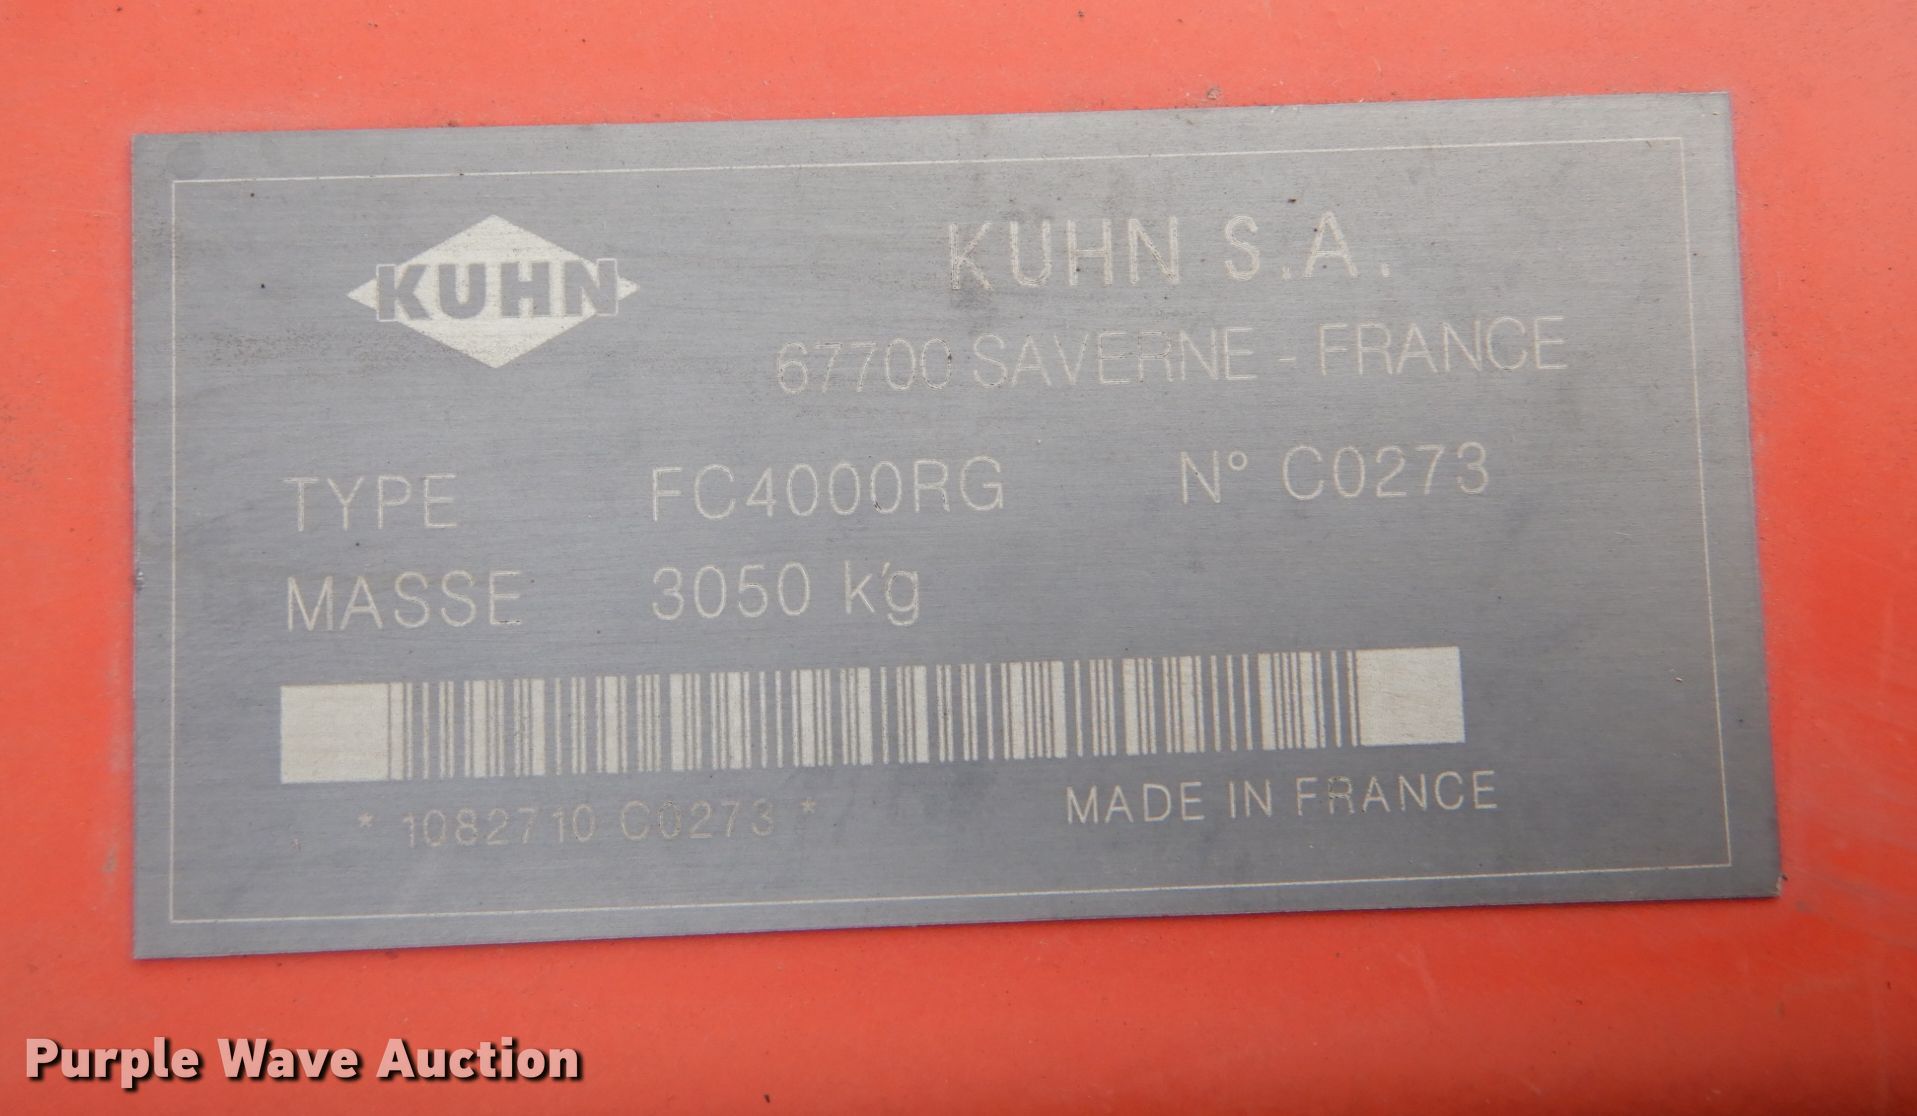 KUHN
KUHN S.A.
67700 SAVERNE - FRANCE
TYPE FC4000RG N° C0273
MASSE 3050 kg
* 1082710 C0273 *
MADE IN FRANCE
Purple Wave Auction